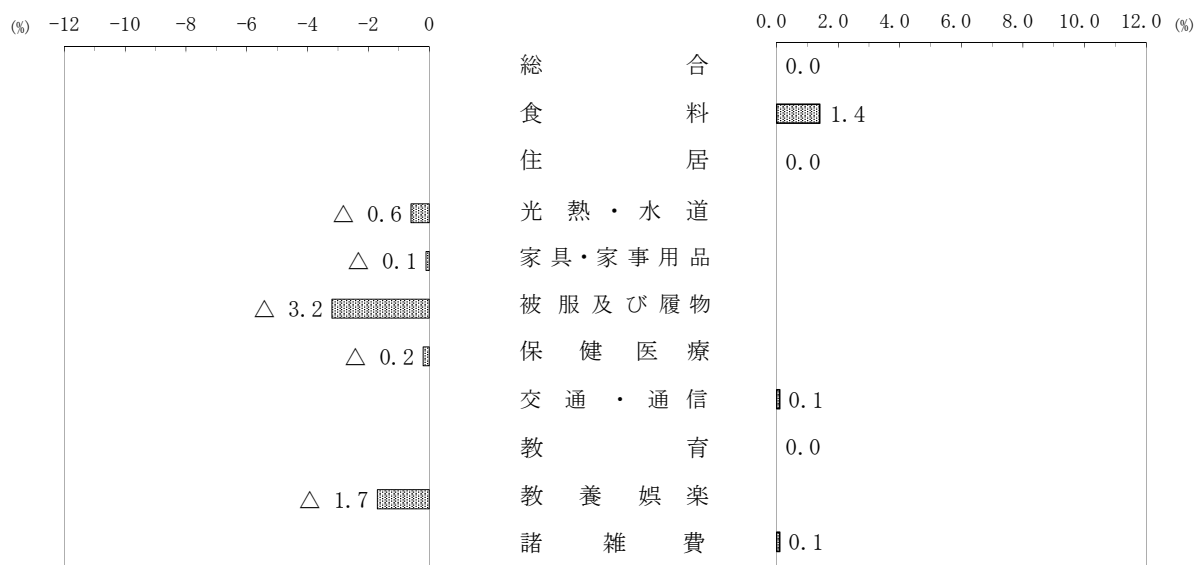 (%) -12 -10 -8 -6 -4 -2 0 0.0 2.0 4.0 6.0 8.0 10.0 12.0 (%)
総合 0.0
食料 1.4
住居 0.0
△ 0.6 光熱・水道
△ 0.1 家具・家事用品
△ 3.2 被服及び履物
△ 0.2 保健医療
交通・通信 0.1
教育 0.0
△ 1.7 教養娯楽
諸雑費 0.1